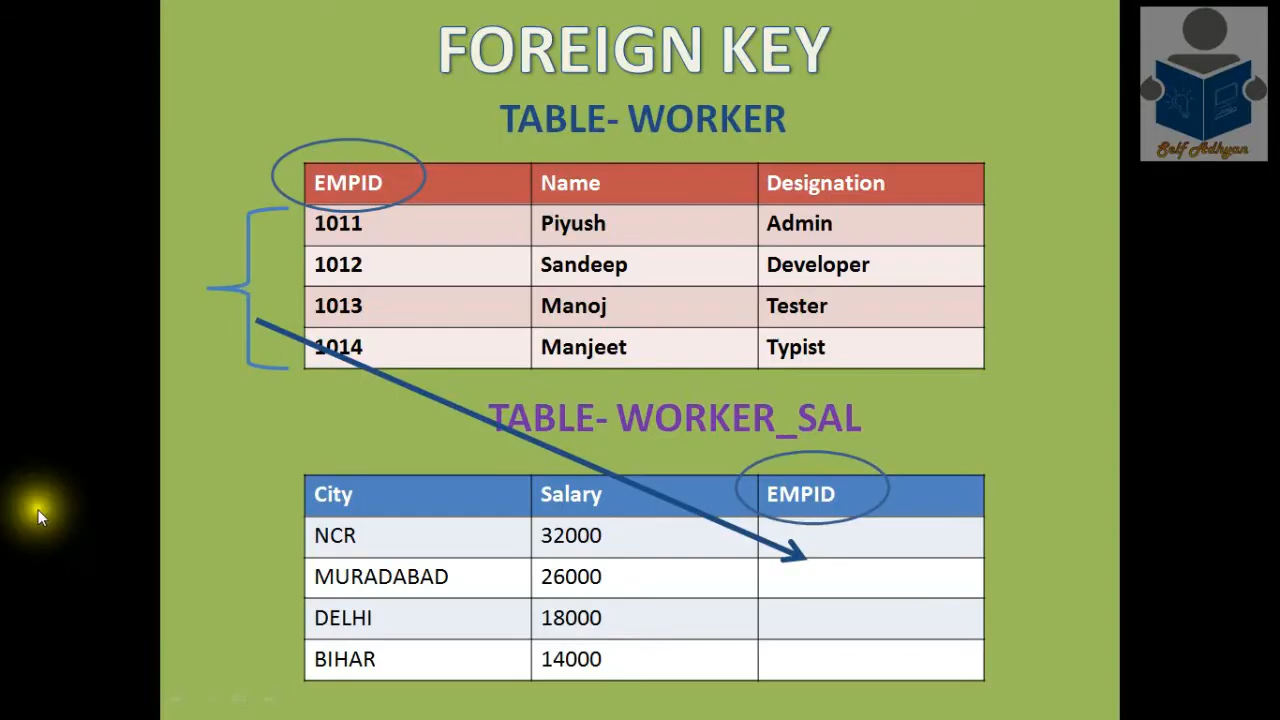 FOREIGN KEY
TABLE- WORKER
EMPID Name Designation
1011 Piyush Admin
1012 Sandeep Developer
1013 Manoj Tester
1014 Manjeet Typist
TABLE- WORKER_SAL
City Salary EMPID
NCR 32000
MURADABAD 26000
DELHI 18000
BIHAR 14000
Self Adhyan